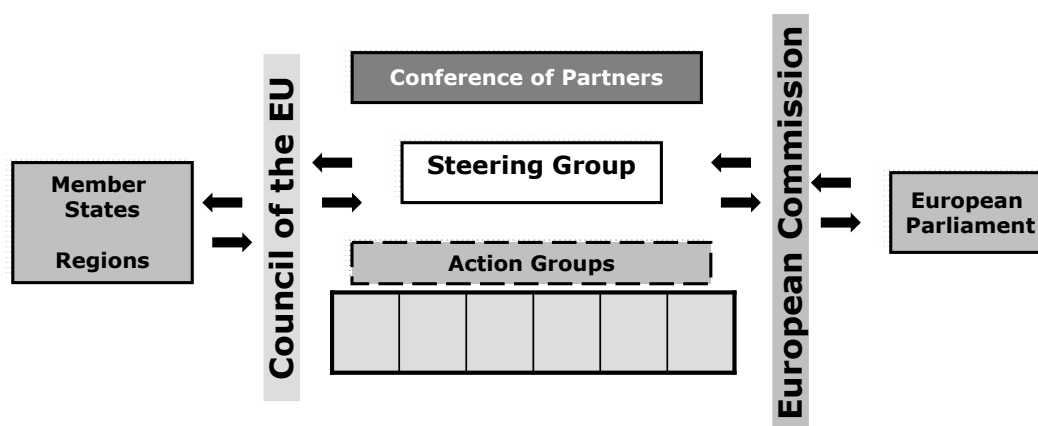 Conference of Partners
Council of the EU
European Commission
Steering Group
Member
States
Regions
European
Parliament
Action Groups